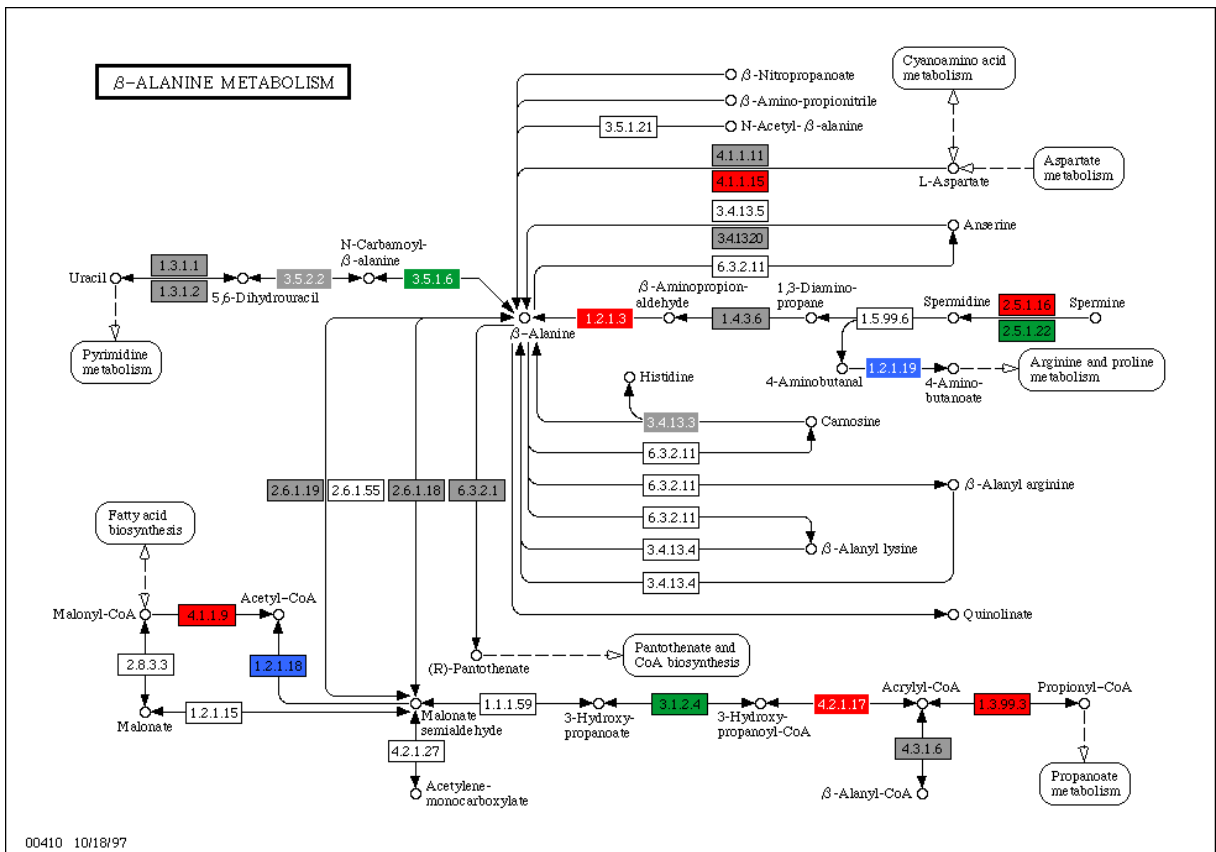 β-ALANINE METABOLISM
β-Nitropropanoate
β-Amino-propionitrile
3.5.1.21
N-Acetyl-β-alanine
Cyanoamino acid
metabolism
4.1.1.11
4.1.1.15
L-Aspartate
Aspartate
metabolism
3.4.13.5
3.4.13.20
Anserine
6.3.2.11
Uracil
1.3.1.1
1.3.1.2
5,6-Dihydrouracil
3.5.2.2
N-Carbamoyl-
β-alanine
3.5.1.6
Pyrimidine
metabolism
β-Alanine
1.2.1.3
β-Aminopropion-
aldehyde
1.4.3.6
1,3-Diamino-
propane
1.5.99.6
Spermidine
2.5.1.16
2.5.1.22
Spermine
4-Aminobutanal
1.2.1.19
4-Amino-
butanoate
Arginine and proline
metabolism
Histidine
3.4.13.3
Carnosine
6.3.2.11
6.3.2.11
β-Alanyl arginine
6.3.2.11
3.4.13.4
β-Alanyl lysine
3.4.13.4
2.6.1.19
2.6.1.55
2.6.1.18
6.3.2.1
Quinolinate
Fatty acid
biosynthesis
Malonyl-CoA
4.1.1.9
Acetyl-CoA
2.8.3.3
1.2.1.18
Malonate
1.2.1.15
(R)-Pantothenate
Pantothenate and
CoA biosynthesis
Malonate
semialdehyde
1.1.1.59
3-Hydroxy-
propanoate
3.1.2.4
3-Hydroxy-
propanoyl-CoA
4.2.1.17
Acrylyl-CoA
1.3.99.3
Propionyl-CoA
4.2.1.27
Acetylene-
monocarboxylate
4.3.1.6
β-Alanyl-CoA
Propanoate
metabolism
00410 10/18/97